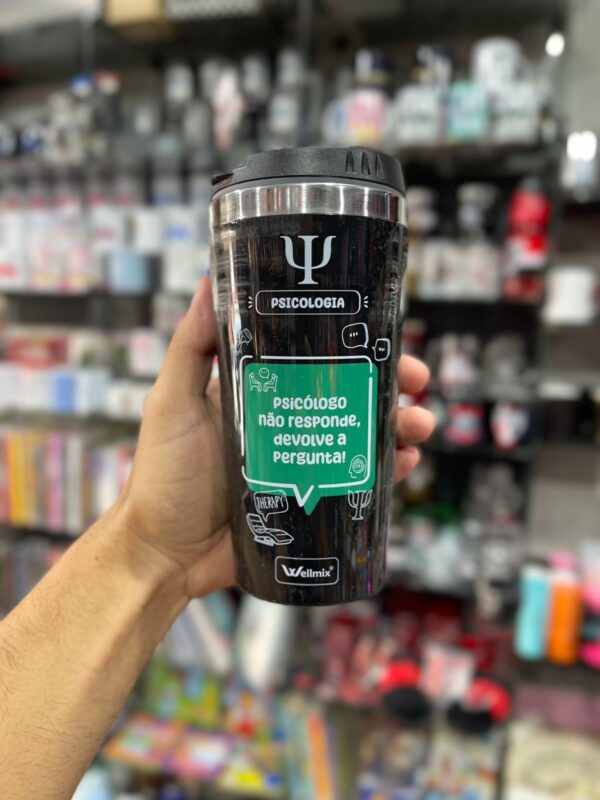 Ψ
PSICOLOGIA
PSICÓLOGO
NÃO RESPONDE,
DEVOLVE A
PERGUNTA!
THERAPY
Wellmix®